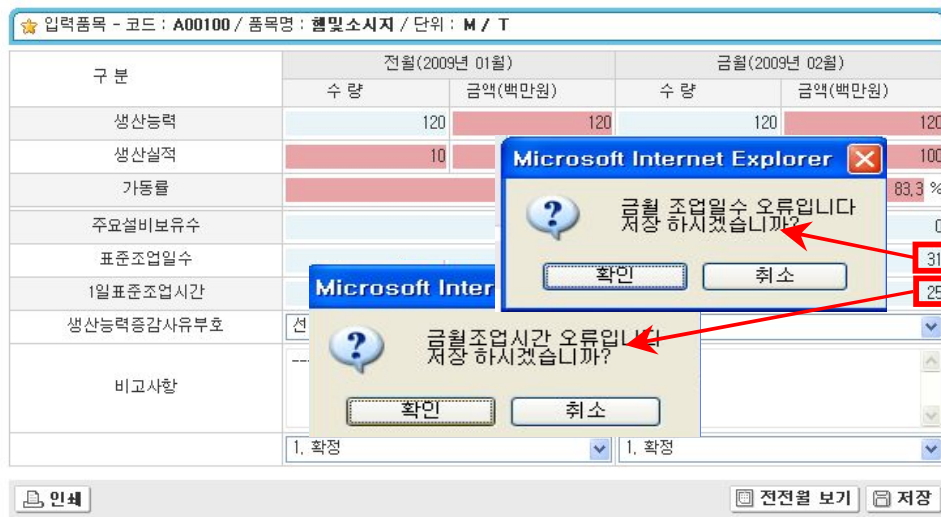 입력품목 - 코드 : A00100 / 품목명 : 햄및소시지 / 단위 : M / T
구 분
전월(2009년 01월)
금월(2009년 02월)
수 량
금액(백만원)
수 량
금액(백만원)
생산능력
120
120
120
120
생산실적
10
100
가동률
83.3 %
주요설비보유수
0
표준조업일수
31
1일표준조업시간
25
생산능력증감사유부호
선
비고사항
---
1. 확정
1. 확정
Microsoft Internet Explorer
금월 조업일수 오류입니다
저장 하시겠습니까?
확인
취소
Microsoft Inter
금월조업시간 오류입니다
저장 하시겠습니까?
확인
취소
인쇄
전전월 보기
저장